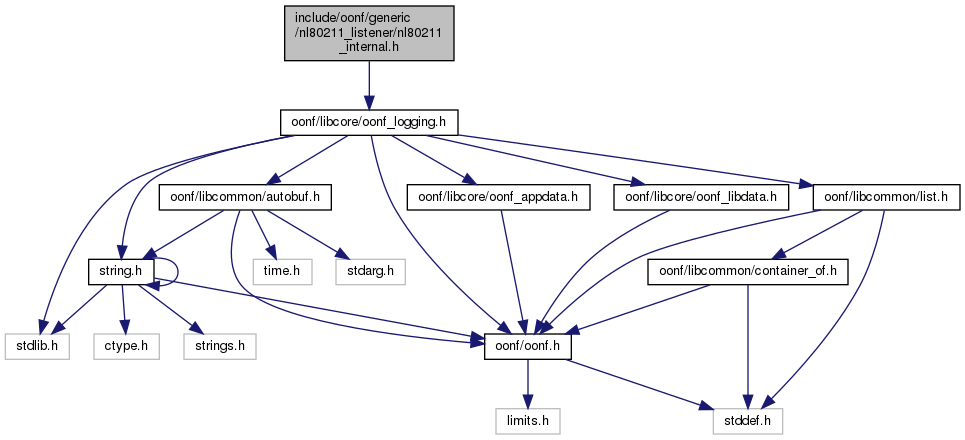 include/oonf/generic
/nl80211_listener/nl80211
_internal.h
oonf/libcore/oonf_logging.h
oonf/libcommon/autobuf.h
oonf/libcore/oonf_appdata.h
oonf/libcore/oonf_libdata.h
oonf/libcommon/list.h
string.h
time.h
stdarg.h
oonf/libcommon/container_of.h
stdlib.h
ctype.h
strings.h
oonf/oonf.h
limits.h
stddef.h